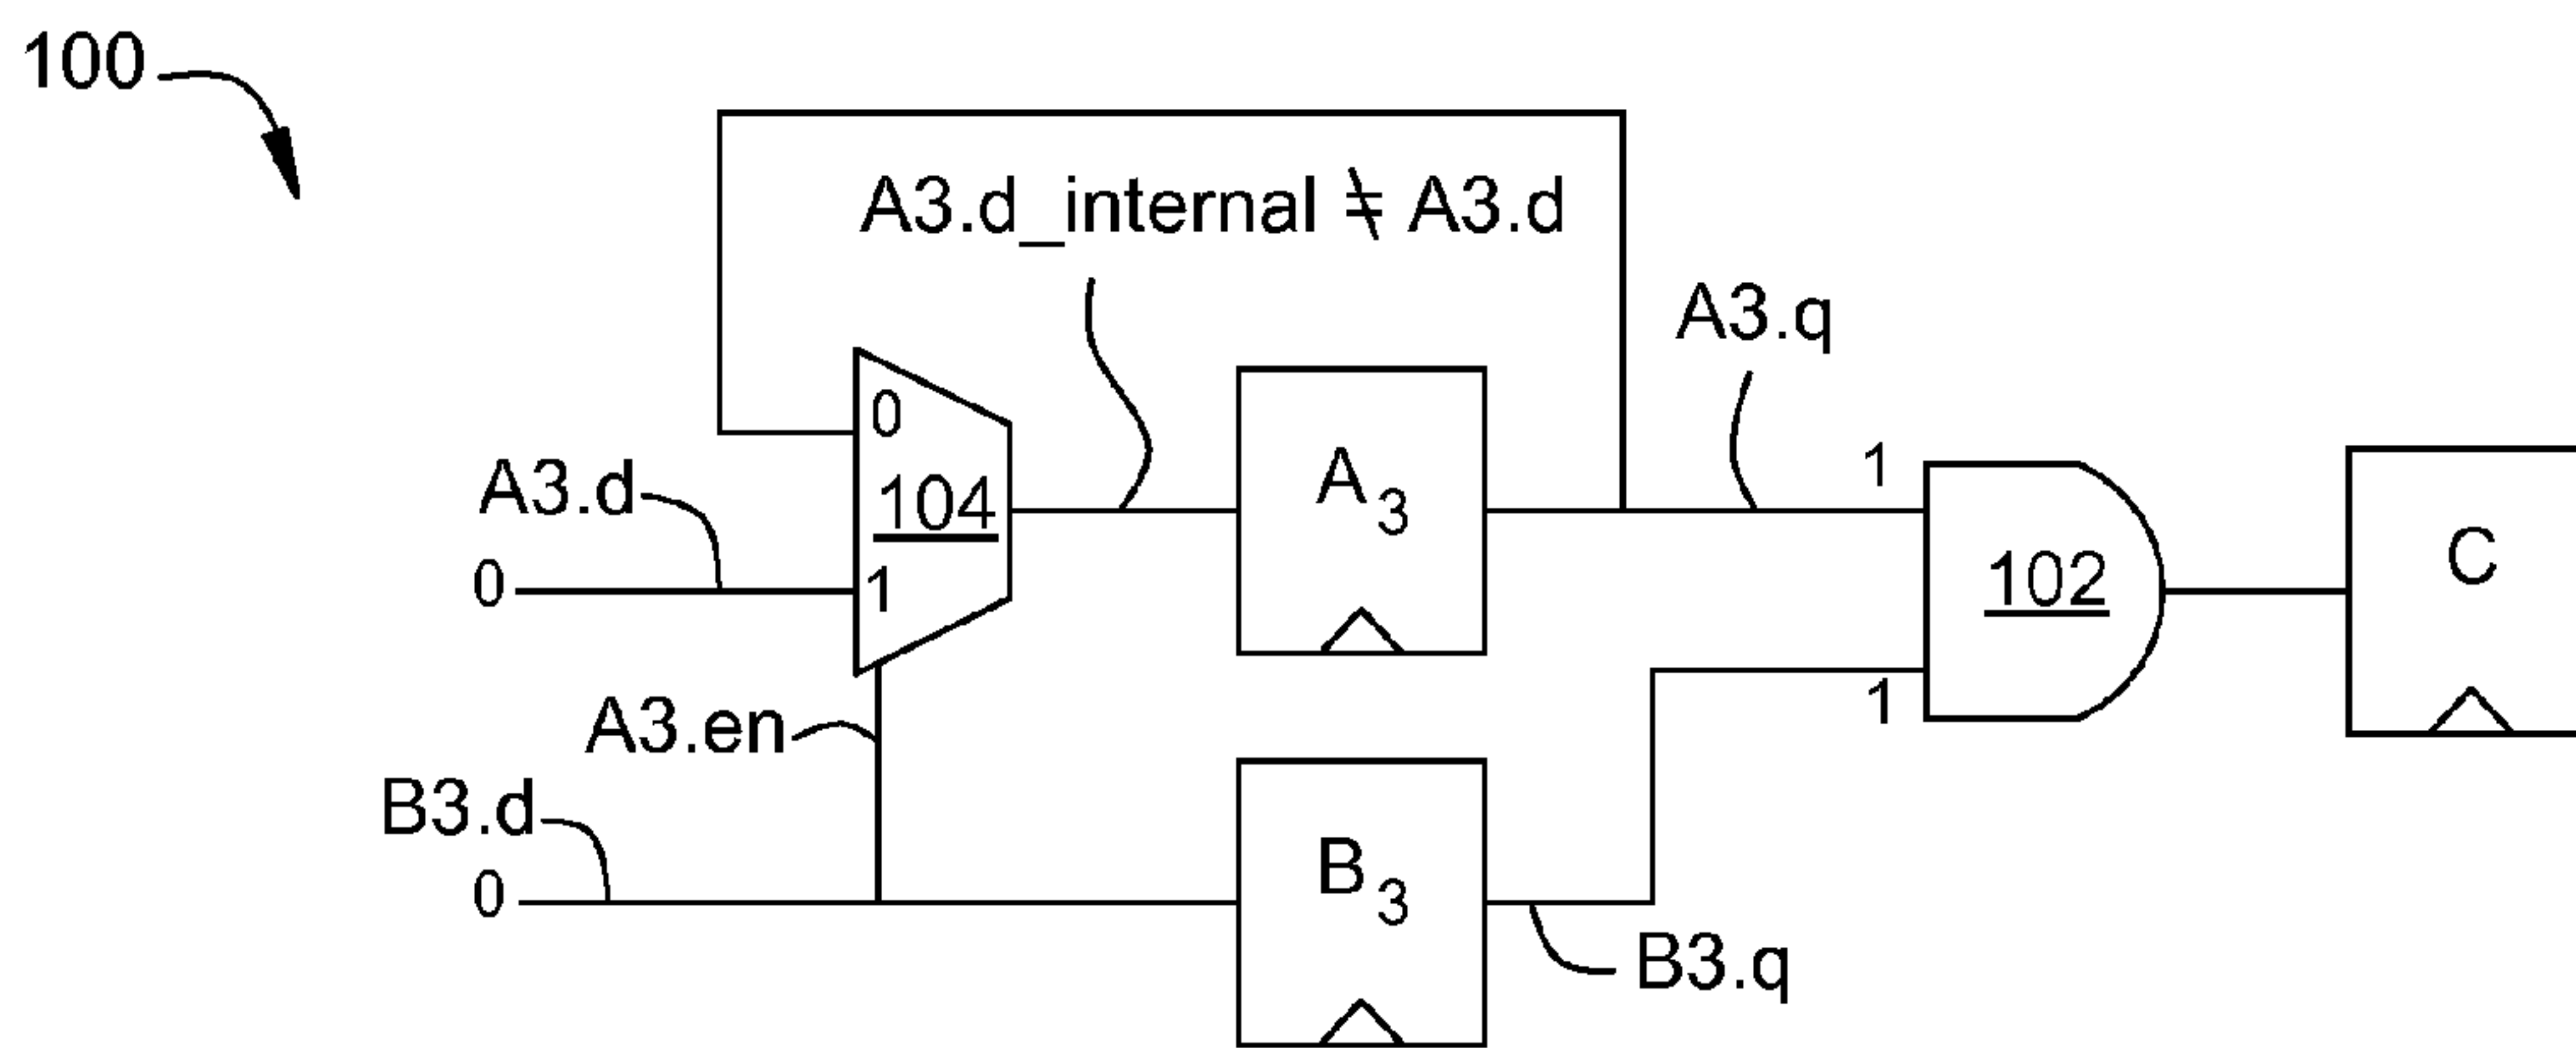 100
A3.d_internal ≠ A3.d
A3.q
0
A3.d
104
A3
1
0
1
102
C
1
A3.en
B3.d
0
B3
B3.q